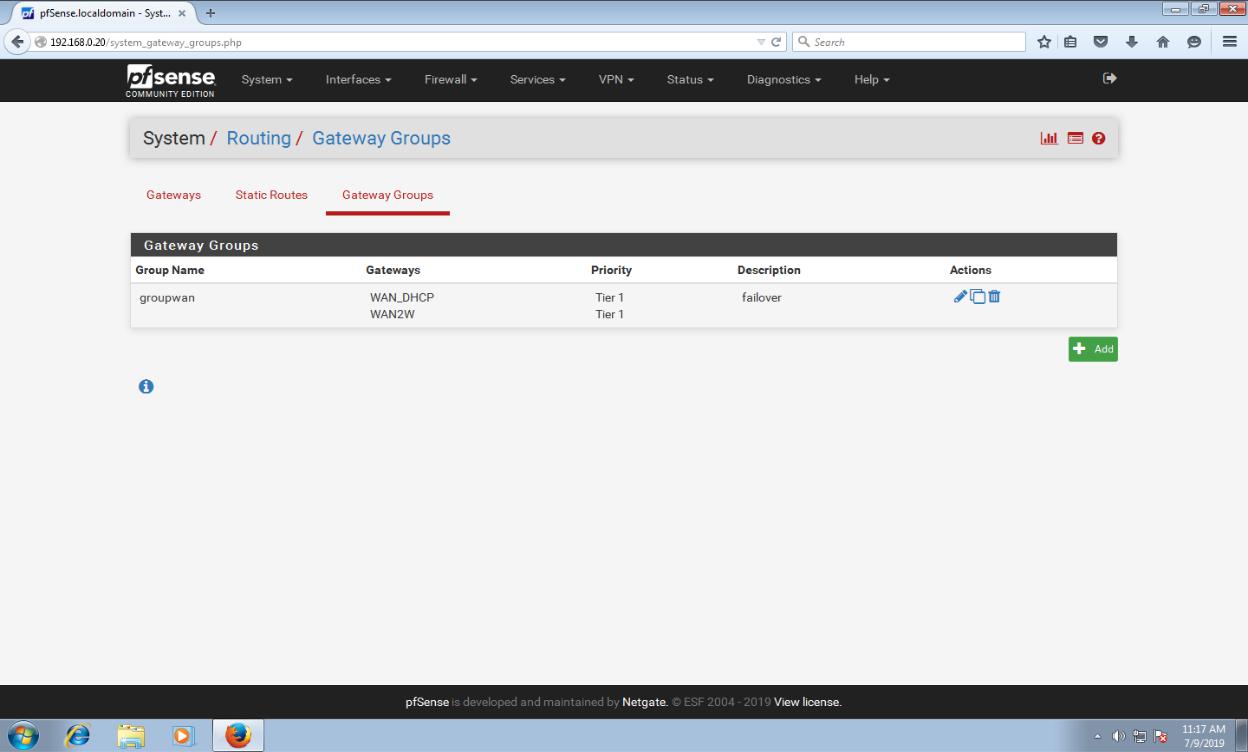 pfSense.localdomain - Syst...
192.168.0.20/system_gateway_groups.php
Search
pfsense
COMMUNITY EDITION
System
Interfaces
Firewall
Services
VPN
Status
Diagnostics
Help
System / Routing / Gateway Groups
Gateways
Static Routes
Gateway Groups
Gateway Groups
Group Name Gateways Priority Description Actions
groupwan WAN_DHCP Tier 1 failover
WAN2W Tier 1
Add
pfSense is developed and maintained by Netgate. © ESF 2004 - 2019 View license.
11:17 AM
7/9/2019